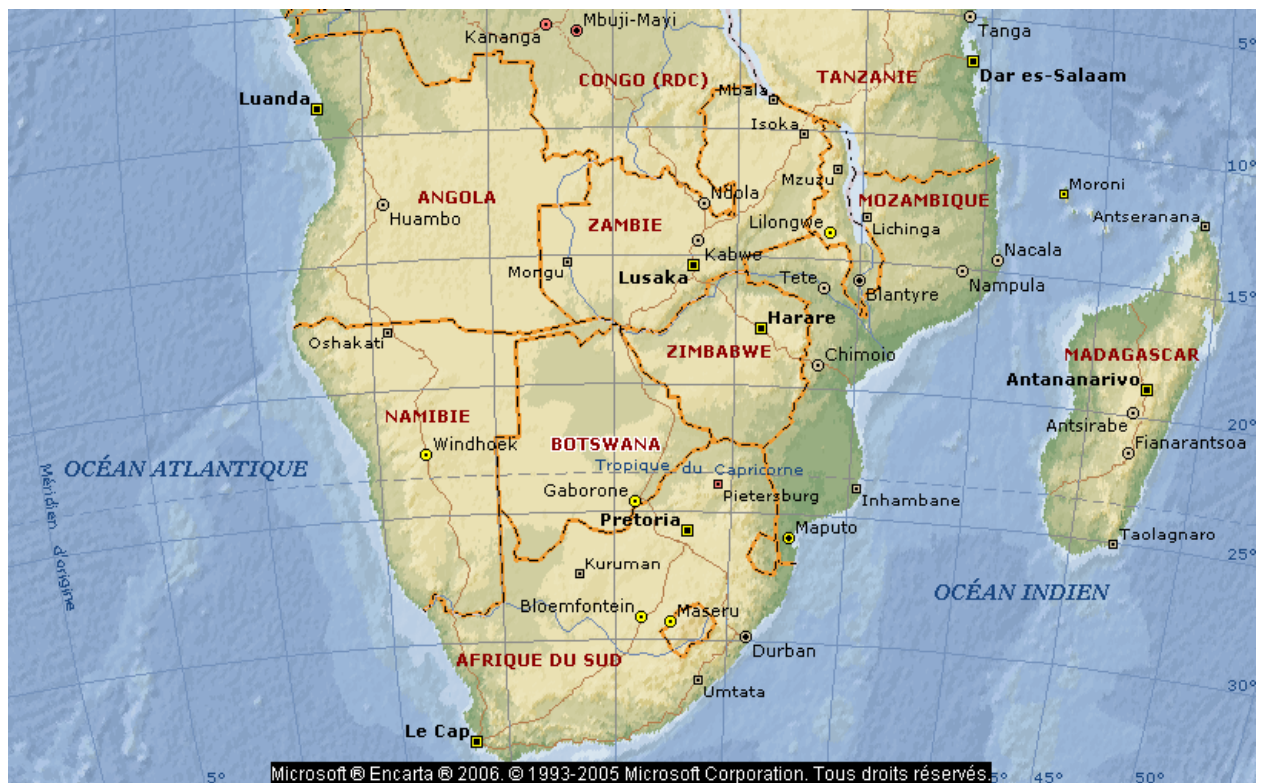 Mbuji-Mayi
Kananga
Tanga
5°
CONGO (RDC)
TANZANIE
Dar es-Salaam
Mbala
Luanda
Isoka
10°
Mzuzu
Moroni
ANGOLA
Ndola
MOZAMBIQUE
Huambo
ZAMBIE
Lilongwe
Lichinga
Antseranana
Kabwe
Nacala
Mongu
Lusaka
Tete
Blantyre
Nampula
15°
Harare
Oshakati
ZIMBABWE
Chimoio
MADAGASCAR
Antananarivo
NAMIBIE
Antsirabe
20°
Windhoek
BOTSWANA
Fianarantsoa
OCÉAN ATLANTIQUE
Tropique du Capricorne
Méridien d'origine
Gaborone
Pietersburg
Inhambane
Pretoria
Maputo
Taolagnaro
25°
Kuruman
OCÉAN INDIEN
Bloemfontein
Maseru
AFRIQUE DU SUD
Durban
Umtata
30°
Le Cap
5°
45°
50°
Microsoft ® Encarta ® 2006. © 1993-2005 Microsoft Corporation. Tous droits réservés.